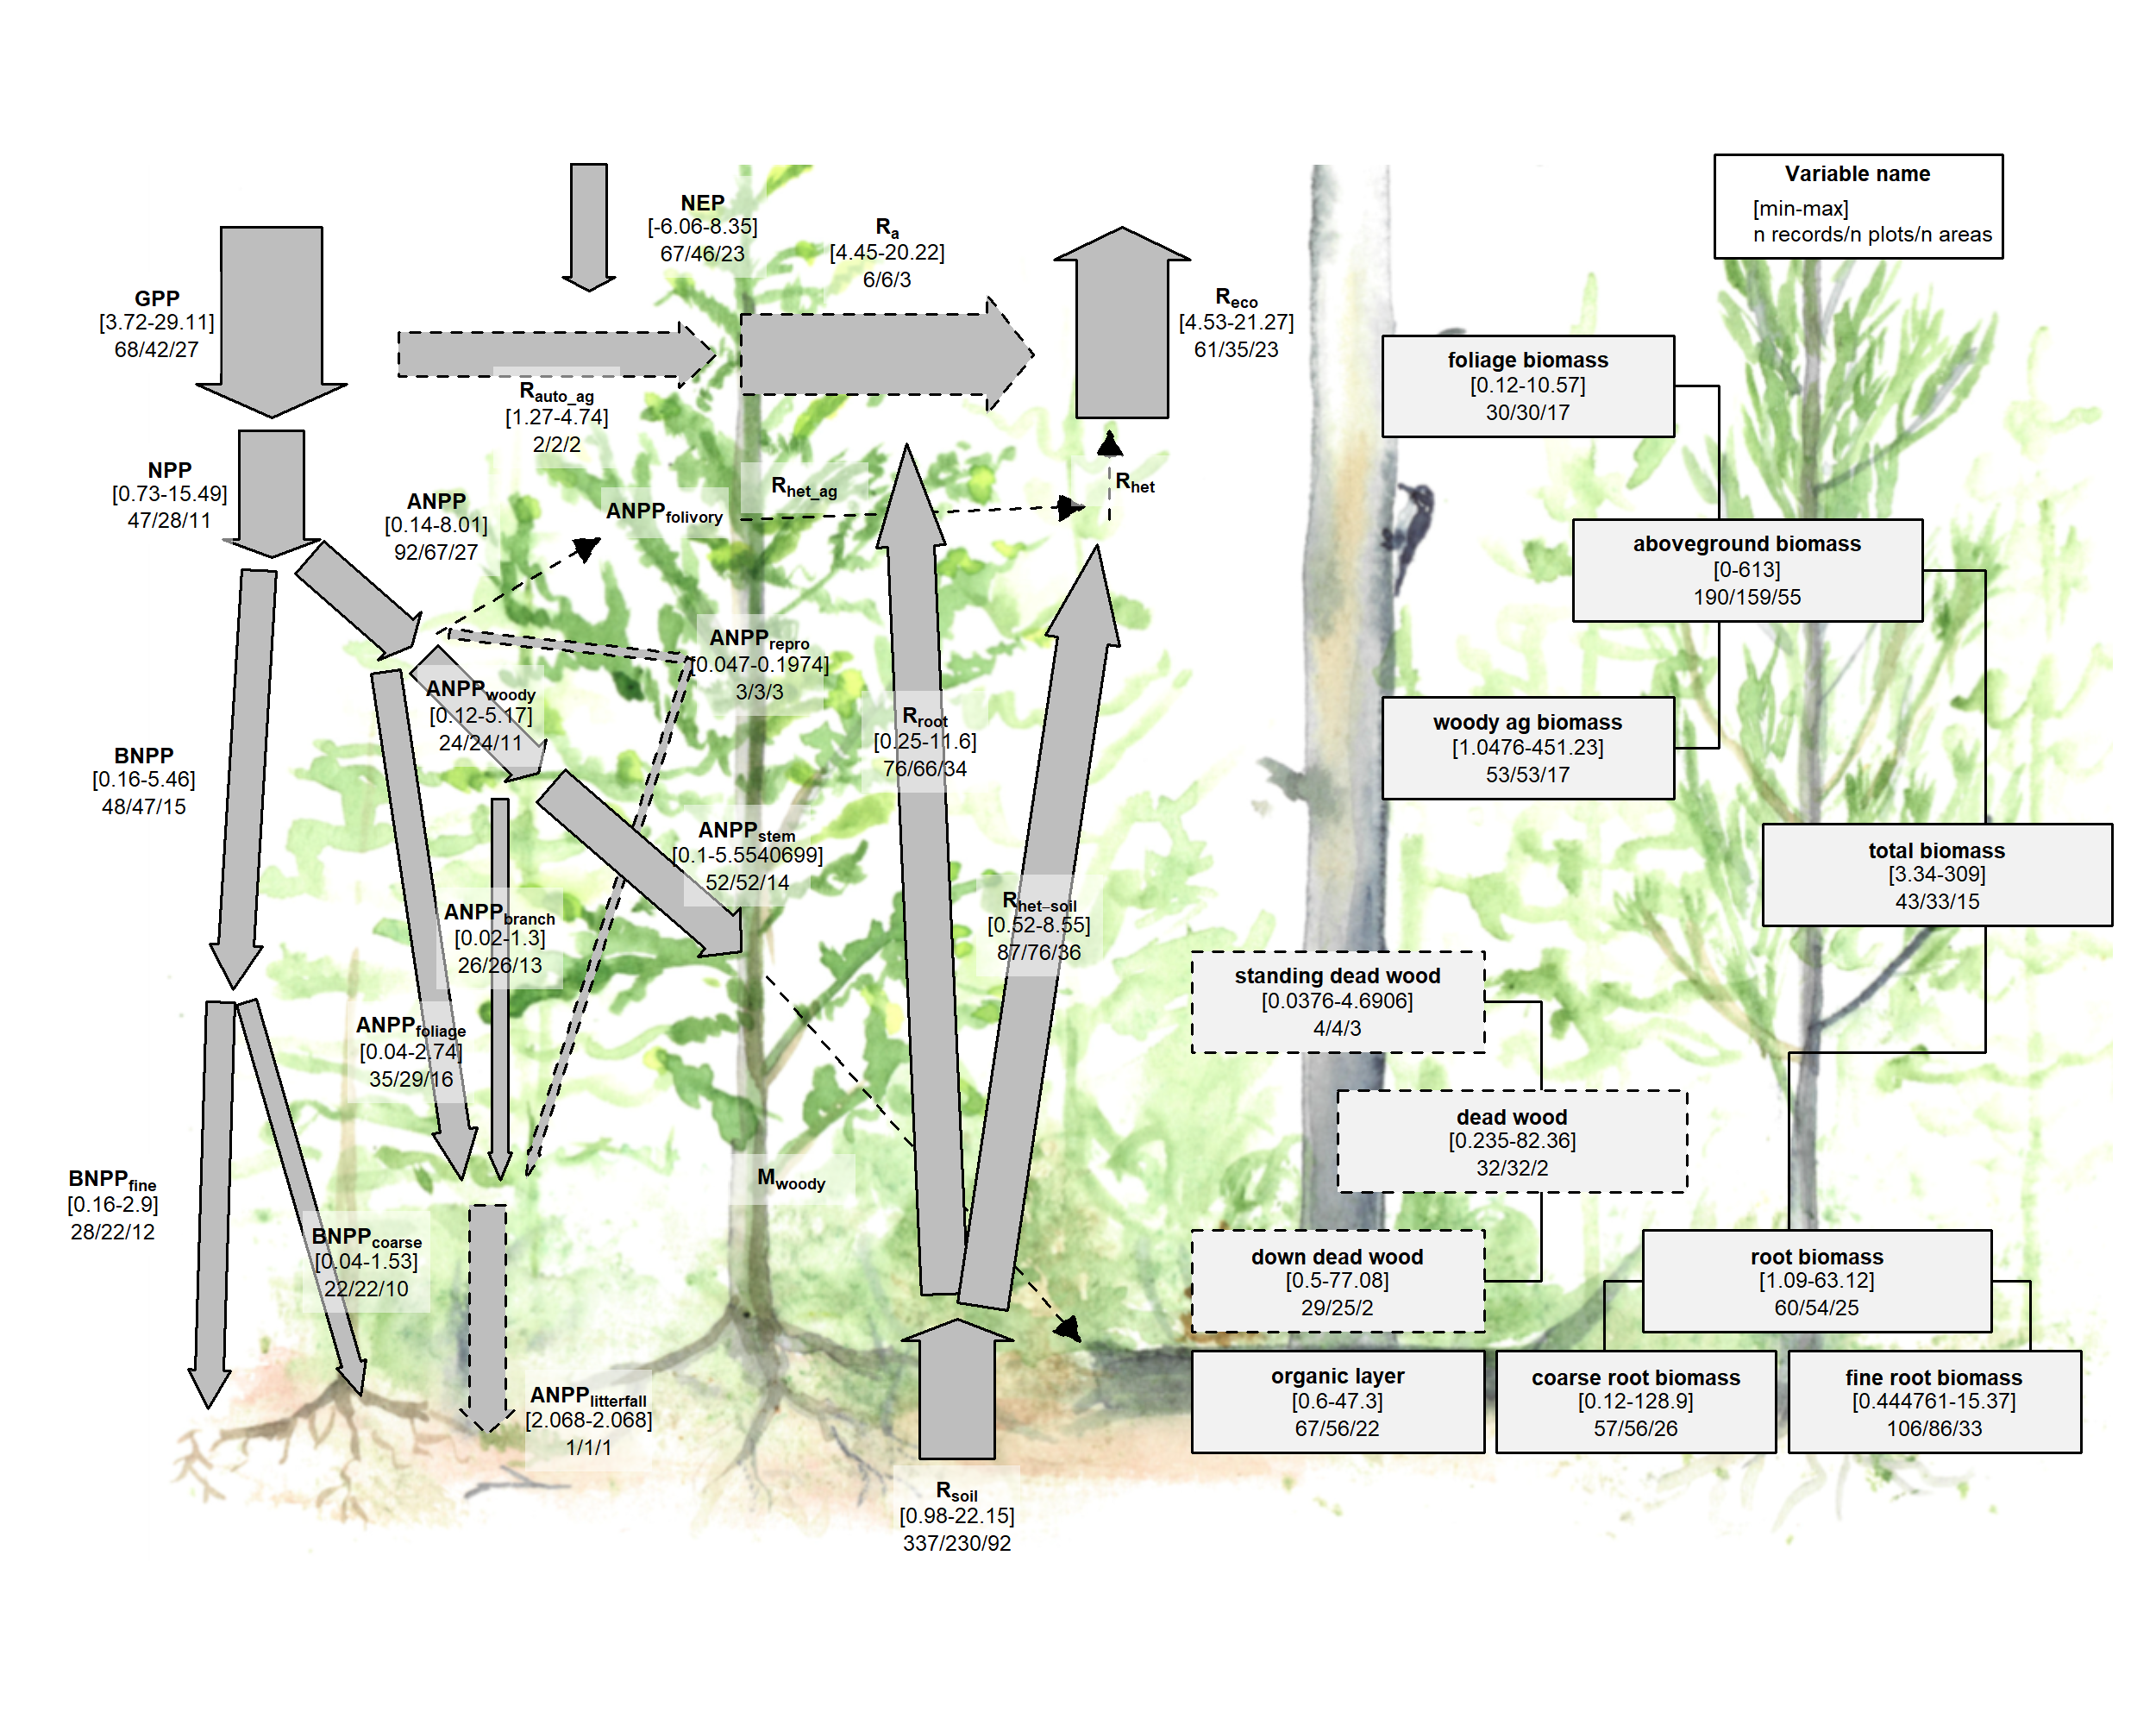 Variable name
[min-max]
n records/n plots/n areas
NEP
[-6.06-8.35]
67/46/23
Ra
[4.45-20.22]
6/6/3
GPP
[3.72-29.11]
68/42/27
Reco
[4.53-21.27]
61/35/23
Rauto_ag
[1.27-4.74]
2/2/2
NPP
[0.73-15.49]
47/28/11
ANPP
[0.14-8.01]
92/67/27
ANPPfolivory
Rhet_ag
Rhet
ANPPrepro
[0.047-0.1974]
3/3/3
ANPPwoody
[0.12-5.17]
24/24/11
Rroot
[0.25-11.6]
76/66/34
BNPP
[0.16-5.46]
48/47/15
ANPPstem
[0.1-5.5540699]
52/52/14
ANPPbranch
[0.02-1.3]
26/26/13
Rhet-soil
[0.52-8.55]
87/76/36
ANPPfoliage
[0.04-2.74]
35/29/16
BNPPfine
[0.16-2.9]
28/22/12
Mwoody
BNPPcoarse
[0.04-1.53]
22/22/10
ANPPlitterfall
[2.068-2.068]
1/1/1
Rsoil
[0.98-22.15]
337/230/92
foliage biomass
[0.12-10.57]
30/30/17
aboveground biomass
[0-613]
190/159/55
woody ag biomass
[1.0476-451.23]
53/53/17
total biomass
[3.34-309]
43/33/15
standing dead wood
[0.0376-4.6906]
4/4/3
dead wood
[0.235-82.36]
32/32/2
down dead wood
[0.5-77.08]
29/25/2
root biomass
[1.09-63.12]
60/54/25
organic layer
[0.6-47.3]
67/56/22
coarse root biomass
[0.12-128.9]
57/56/26
fine root biomass
[0.444761-15.37]
106/86/33